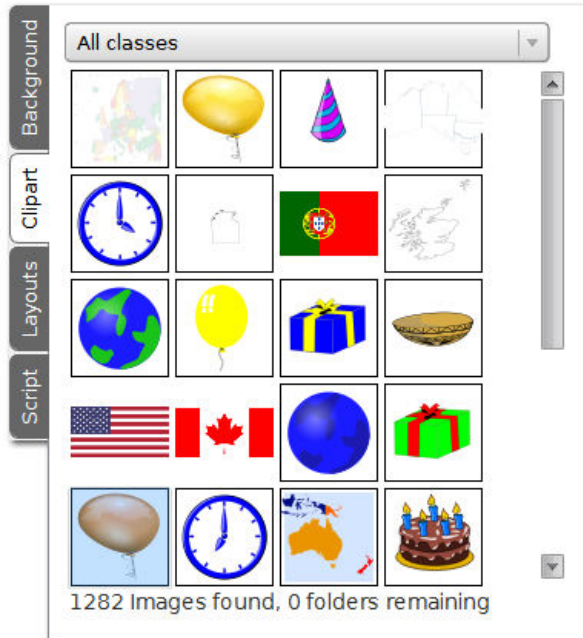 Background
Clipart
Layouts
Script
All classes
1282 Images found, 0 folders remaining